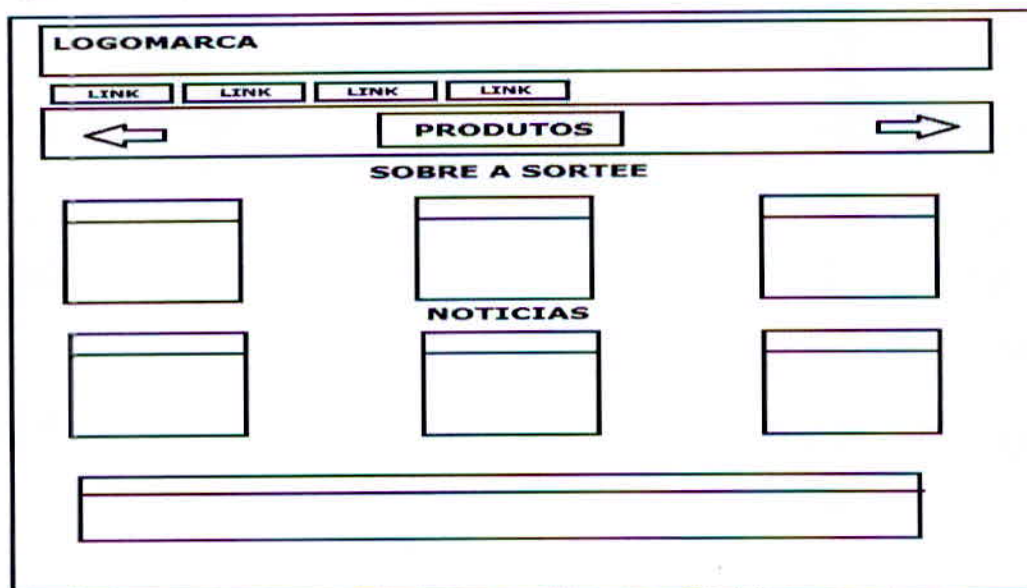 LOGOMARCA
LINK LINK LINK LINK
PRODUTOS
SOBRE A SORTEE
NOTICIAS